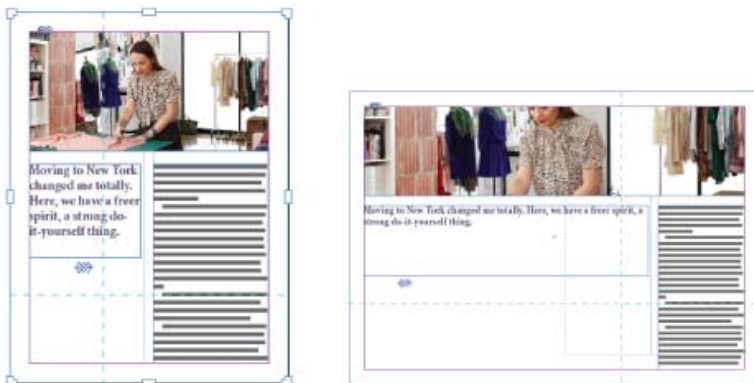 Moving to New York
changed me totally.
Here, we have a freer
spirit, a strong do-
it-yourself thing.
Moving to New York changed me totally. Here, we have a freer spirit, a
strong do-it-yourself thing.